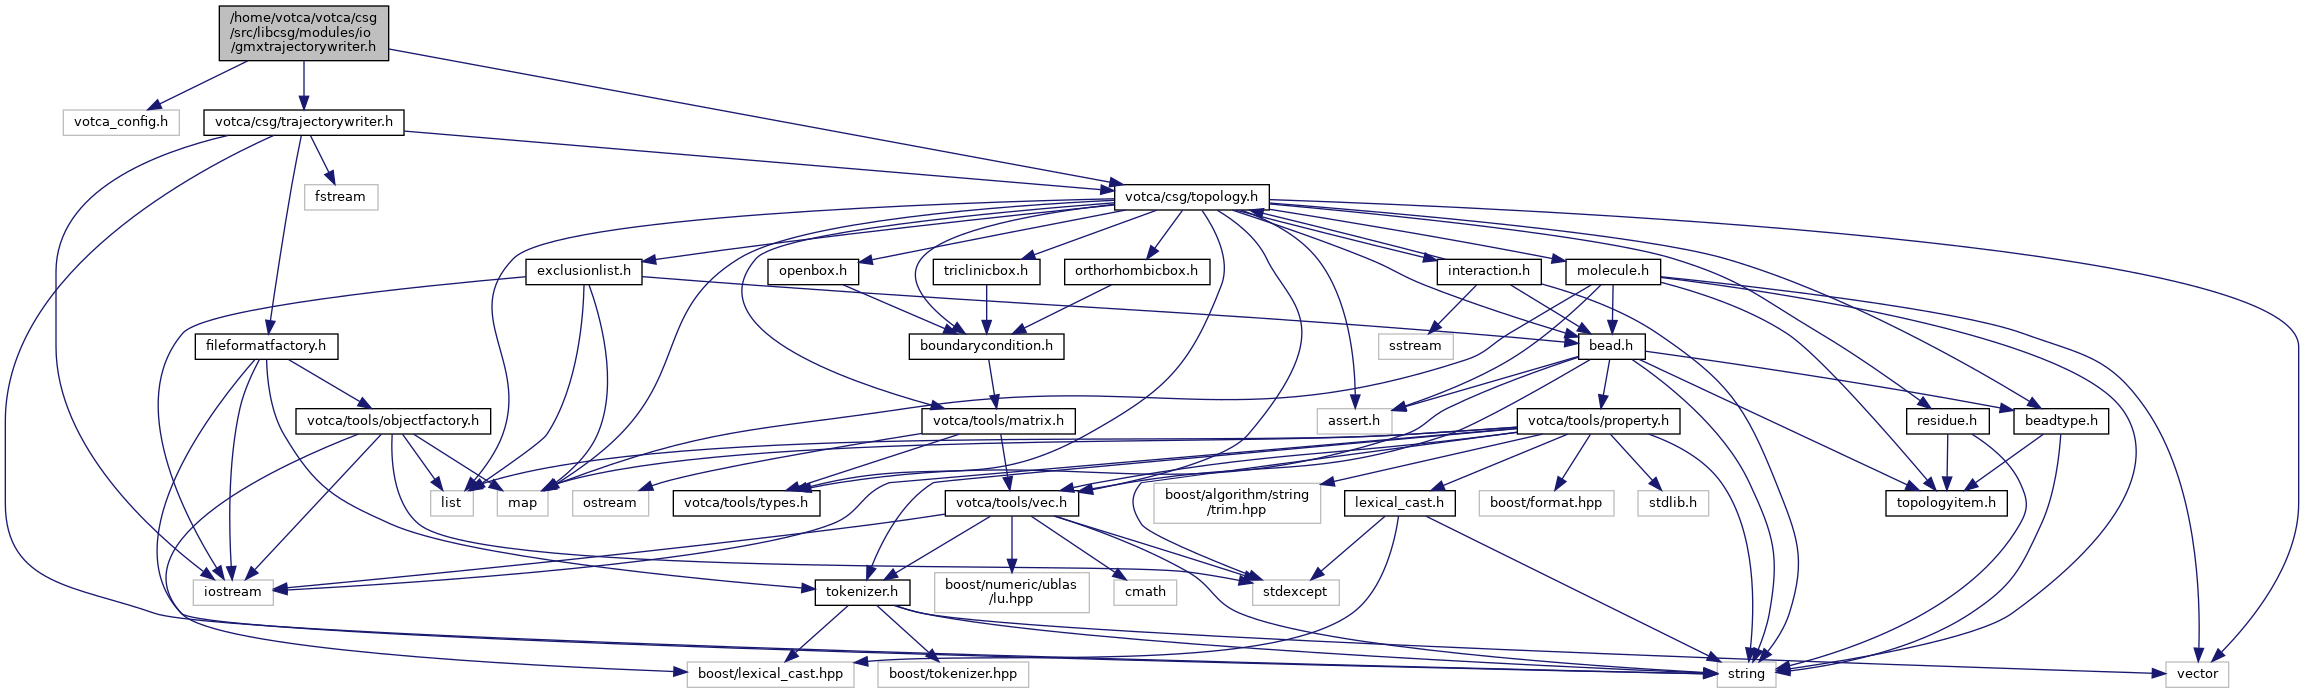 /home/votca/votca/csg
/src/libcsg/modules/io
/gmxtrajectorywriter.h
votca_config.h
votca/csg/trajectorywriter.h
fstream
votca/csg/topology.h
exclusionlist.h
openbox.h
triclinicbox.h
orthorhombicbox.h
interaction.h
molecule.h
fileformatfactory.h
boundarycondition.h
sstream
bead.h
votca/tools/objectfactory.h
votca/tools/matrix.h
assert.h
votca/tools/property.h
residue.h
beadtype.h
list
map
ostream
votca/tools/types.h
votca/tools/vec.h
boost/algorithm/string
/trim.hpp
lexical_cast.h
boost/format.hpp
stdlib.h
topologyitem.h
iostream
tokenizer.h
boost/numeric/ublas
/lu.hpp
cmath
stdexcept
boost/lexical_cast.hpp
boost/tokenizer.hpp
string
vector